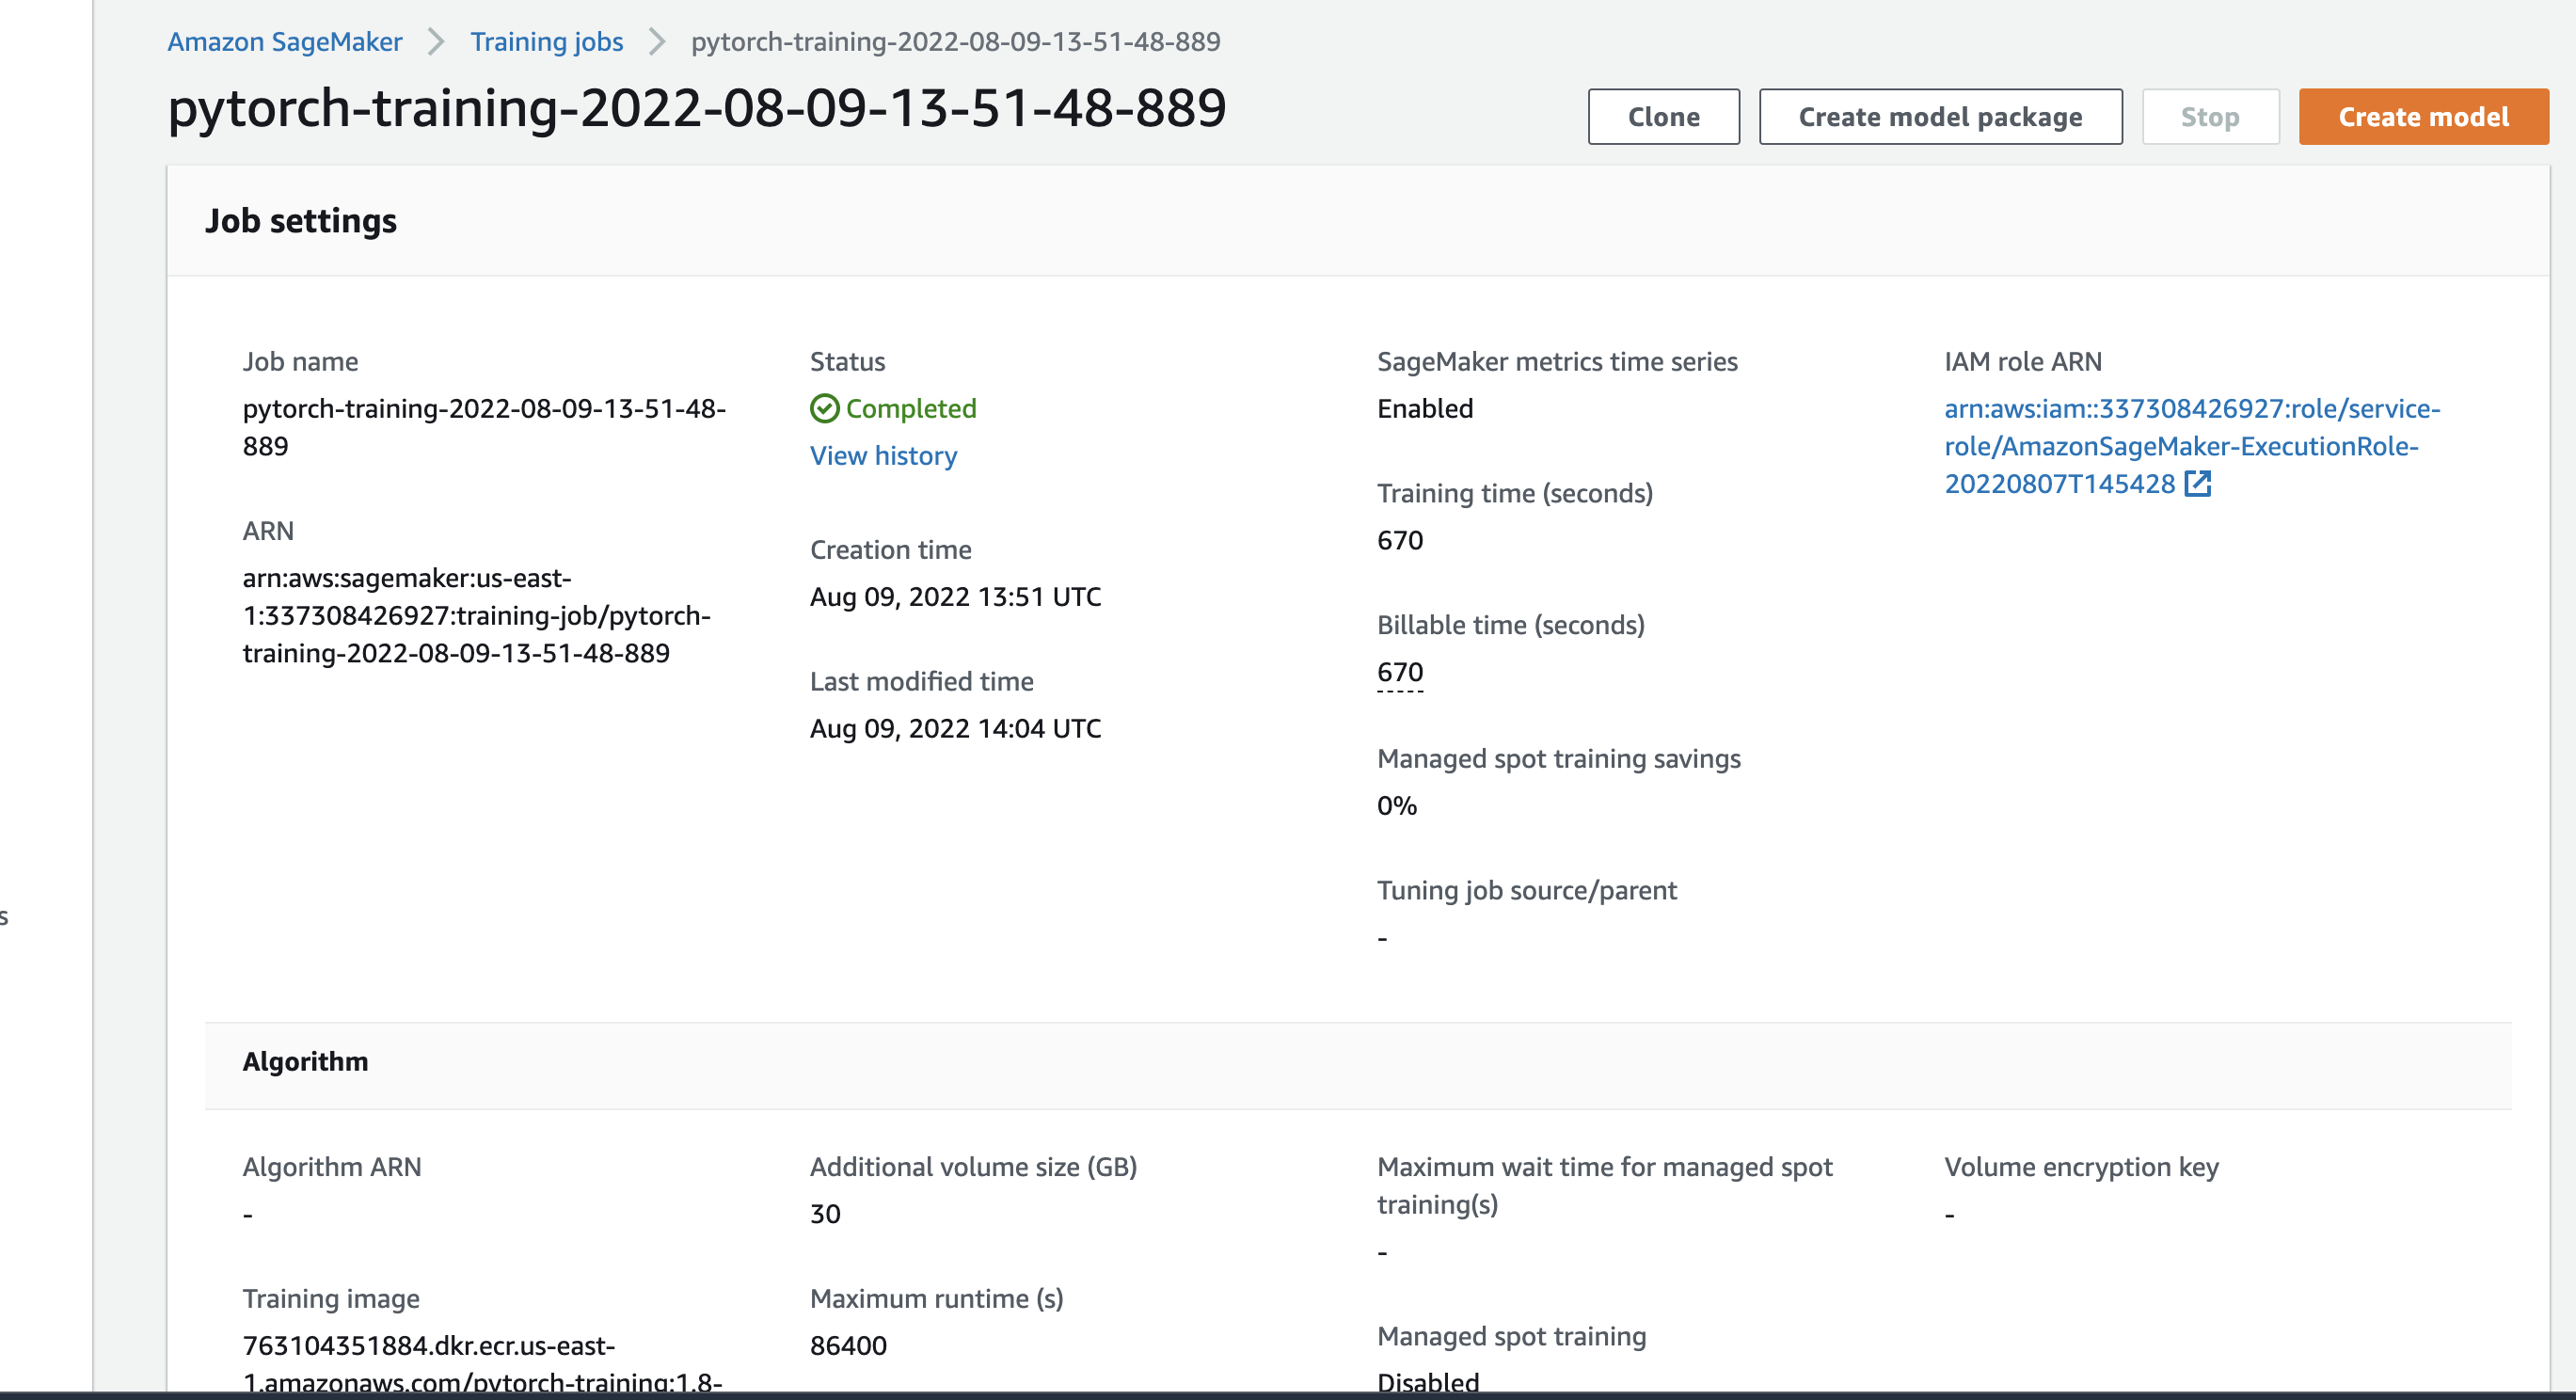 Amazon SageMaker > Training jobs > pytorch-training-2022-08-09-13-51-48-889
pytorch-training-2022-08-09-13-51-48-889
Clone
Create model package
Stop
Create model
Job settings
Job name
pytorch-training-2022-08-09-13-51-48-
889
ARN
arn:aws:sagemaker:us-east-
1:337308426927:training-job/pytorch-
training-2022-08-09-13-51-48-889
Status
Completed
View history
Creation time
Aug 09, 2022 13:51 UTC
Last modified time
Aug 09, 2022 14:04 UTC
SageMaker metrics time series
Enabled
Training time (seconds)
670
Billable time (seconds)
670
Managed spot training savings
0%
Tuning job source/parent
-
IAM role ARN
arn:aws:iam::337308426927:role/service-
role/AmazonSageMaker-ExecutionRole-
20220807T145428
s
Algorithm
Algorithm ARN
-
Training image
763104351884.dkr.ecr.us-east-
1.amazonaws.com/pytorch-training:1.8-
Additional volume size (GB)
30
Maximum runtime (s)
86400
Maximum wait time for managed spot
training(s)
-
Managed spot training
Disabled
Volume encryption key
-